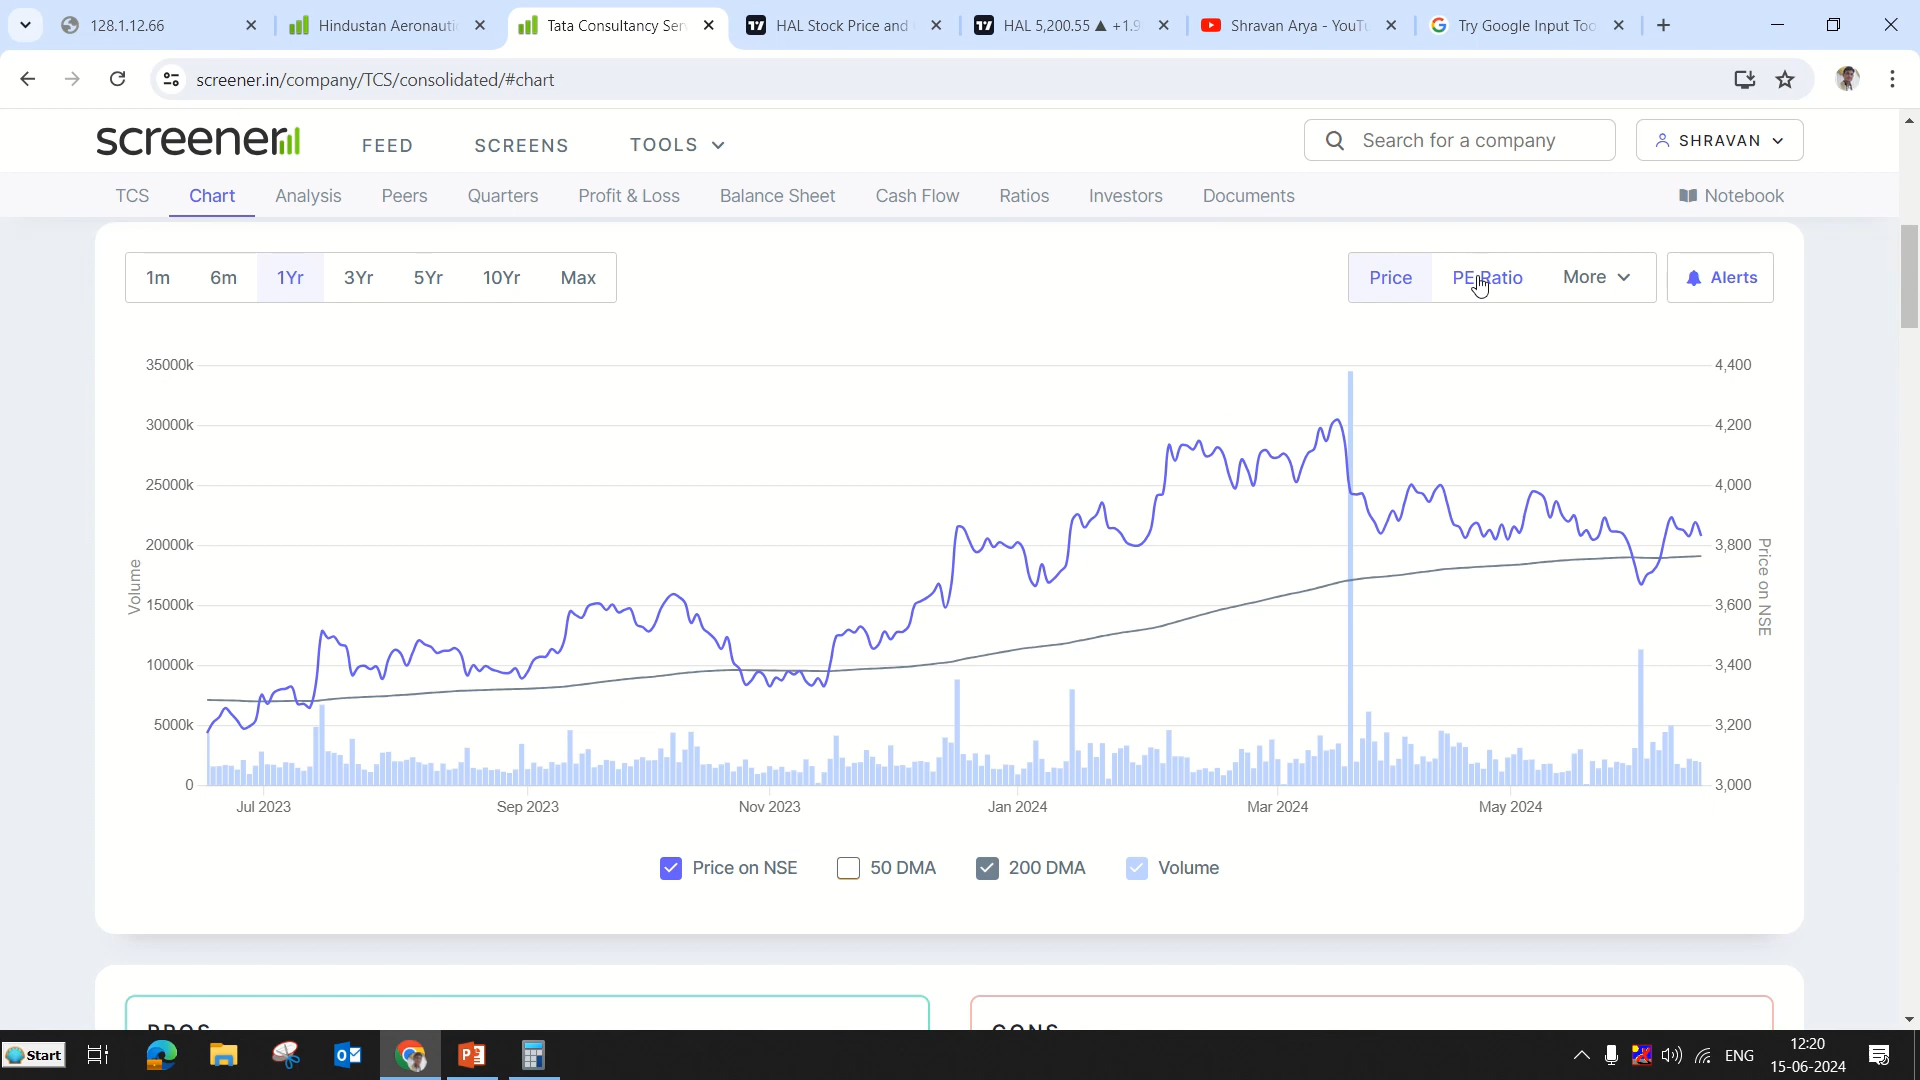 128.1.12.66
Hindustan Aeronauti
Tata Consultancy Ser
HAL Stock Price and
HAL 5,200.55 ▲ +1.9
Shravan Arya - YouTu
Try Google Input Too
screener.in/company/TCS/consolidated/#chart
screener
FEED
SCREENS
TOOLS
Search for a company
SHRAVAN
TCS
Chart
Analysis
Peers
Quarters
Profit & Loss
Balance Sheet
Cash Flow
Ratios
Investors
Documents
Notebook
1m
6m
1Yr
3Yr
5Yr
10Yr
Max
Price
PE Ratio
More
Alerts
35000k
30000k
25000k
20000k
15000k
10000k
5000k
0
Volume
4,400
4,200
4,000
3,800
3,600
3,400
3,200
3,000
Price on NSE
Jul 2023
Sep 2023
Nov 2023
Jan 2024
Mar 2024
May 2024
Price on NSE
50 DMA
200 DMA
Volume
PROS
CONS
Start
ENG
12:20
15-06-2024